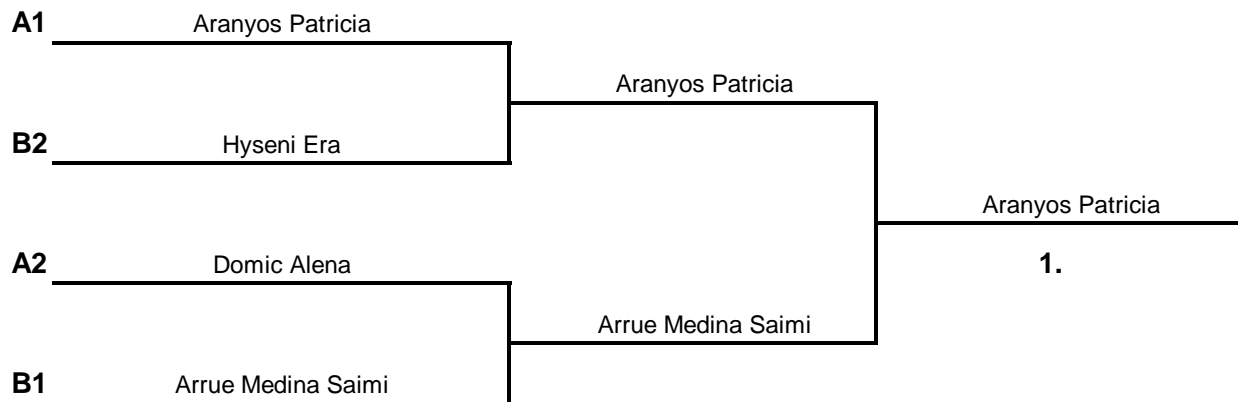 A1 Aranyos Patricia
Aranyos Patricia
B2 Hyseni Era
Aranyos Patricia
A2 Domic Alena 1.
Arrue Medina Saimi
B1 Arrue Medina Saimi